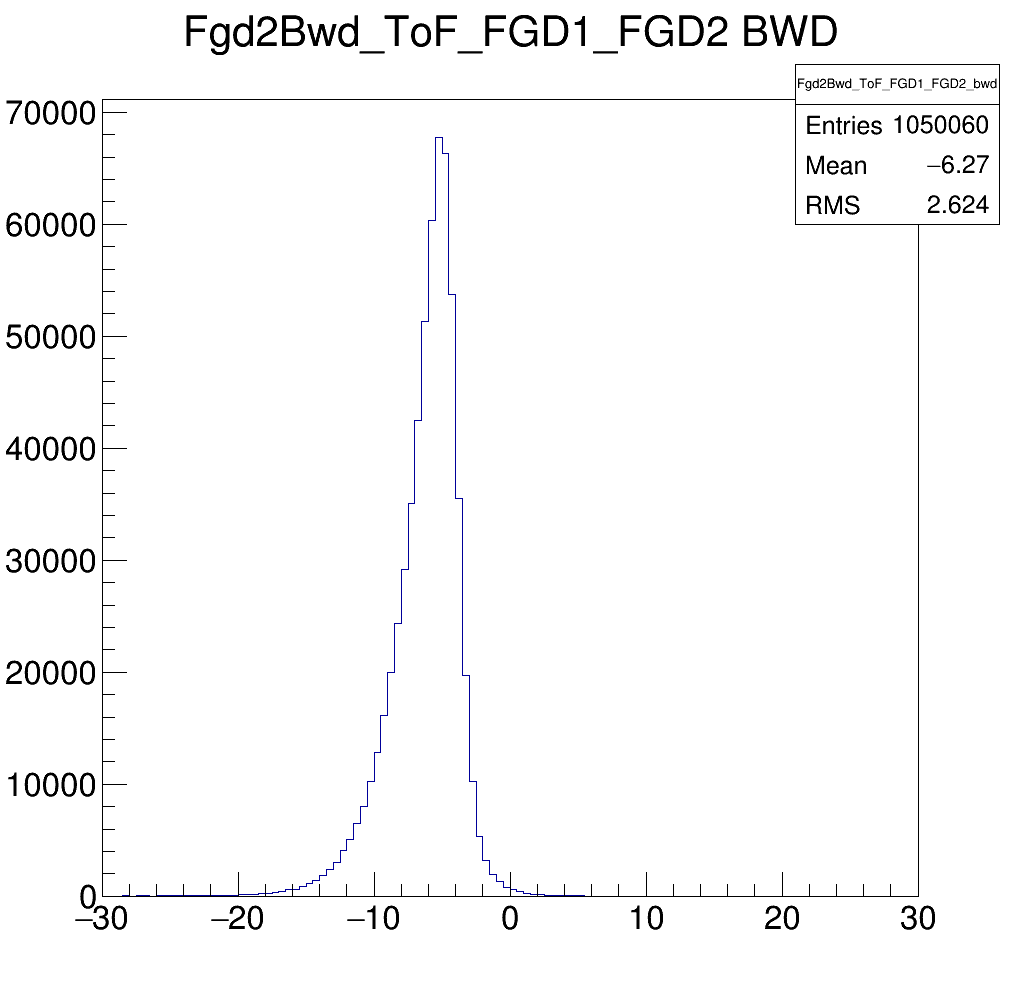 Fgd2Bwd_ToF_FGD1_FGD2 BWD
Fgd2Bwd_ToF_FGD1_FGD2_bwd
Entries 1050060
Mean −6.27
RMS 2.624
70000
60000
50000
40000
30000
20000
10000
0
−30 −20 −10 0 10 20 30